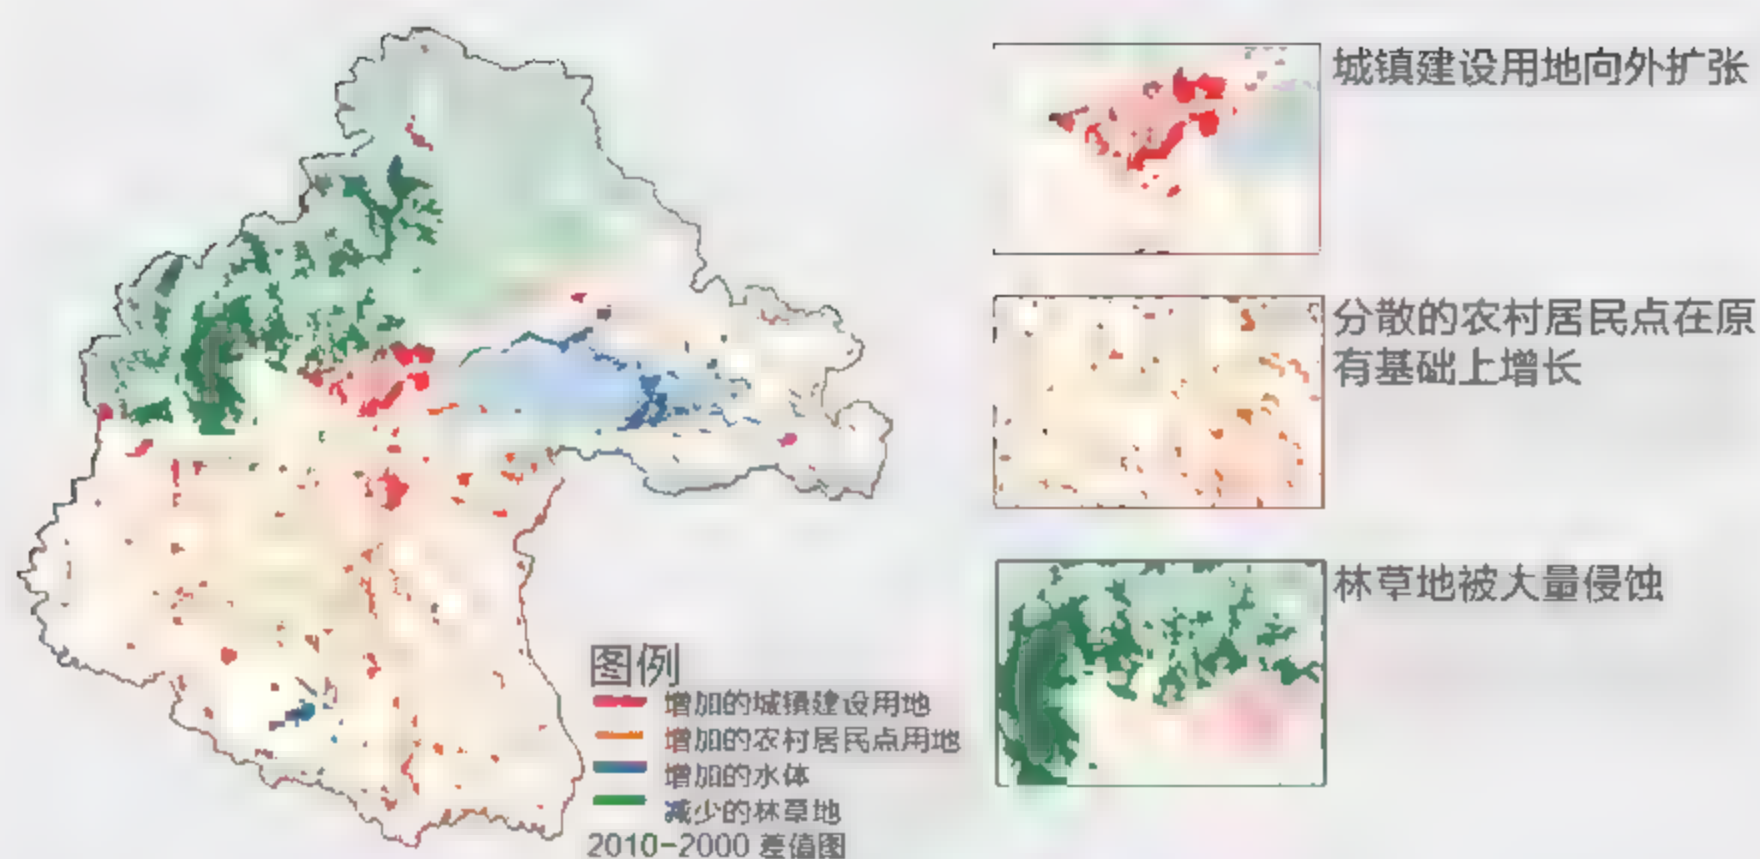 城镇建设用地向外扩张
分散的农村居民点在原
有基础上增长
林草地被大量侵蚀
图例
增加的城镇建设用地
增加的农村居民点用地
增加的水体
减少的林草地
2010-2000 差值图